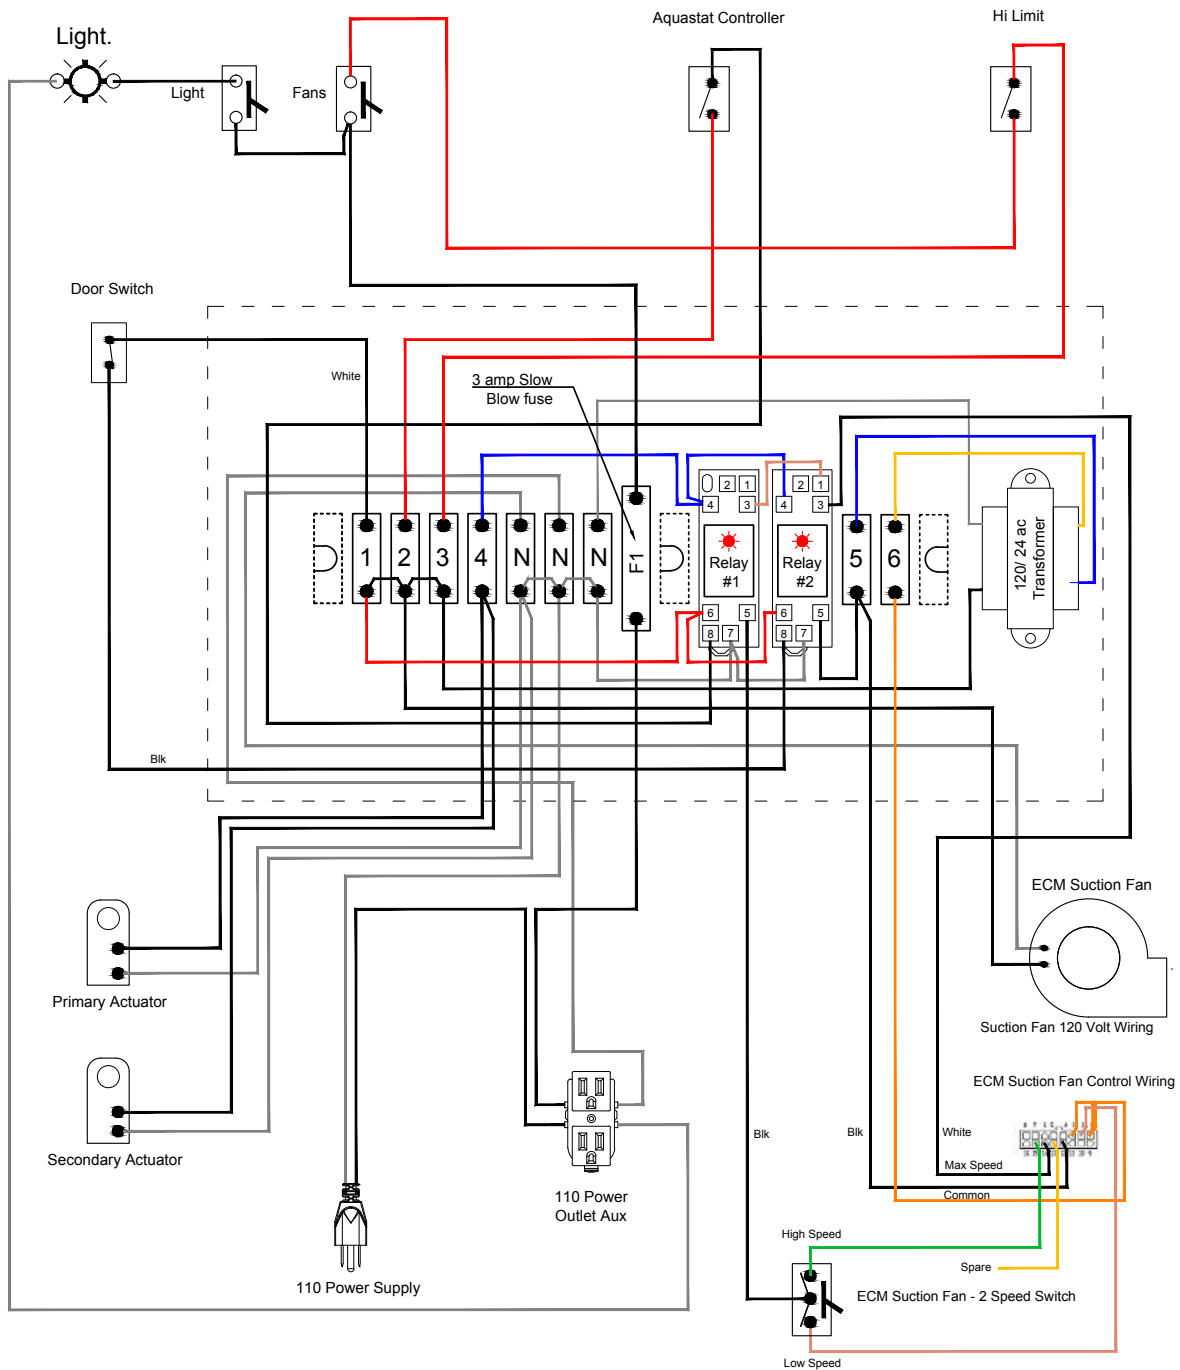 Aquastat Controller
Hi Limit
Light.
Light
Fans
Door Switch
White
3 amp Slow
Blow fuse
2 1
2 1
4 3
4 3
1 2 3 4 N N N F1
Relay
#1
Relay
#2
5 6
120/ 24 ac
Transformer
6 5
6 5
8 7
8 7
Blk
ECM Suction Fan
Primary Actuator
Suction Fan 120 Volt Wiring
ECM Suction Fan Control Wiring
Blk
Blk
White
Secondary Actuator
Max Speed
110 Power
Outlet Aux
Common
High Speed
Spare
110 Power Supply
ECM Suction Fan - 2 Speed Switch
Low Speed